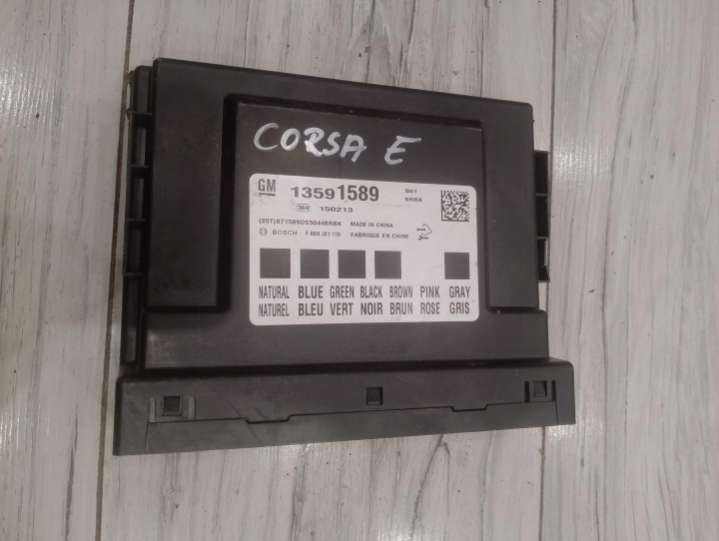 CORSA E
GM 13591589
150213
MADE IN CHINA
BOSCH FABRIQUE EN CHINE
NATURAL BLUE GREEN BLACK BROWN PINK GRAY
NATUREL BLEU VERT NOIR BRUN ROSE GRIS